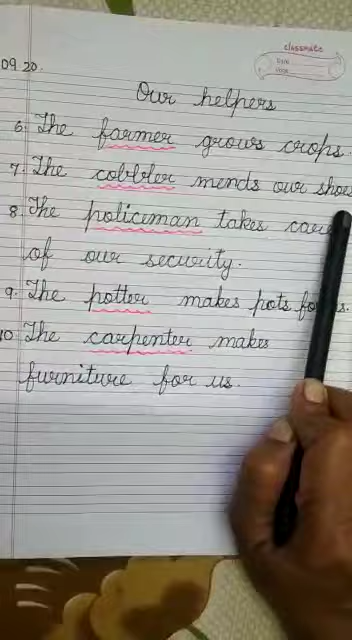 classmate
Date
Page
09.20.
Our helpers
6. The farmer grows crops.
7. The cobbler mends our shoes
8. The policeman takes care
of our security.
9. The potter makes pots for us.
10. The carpenter makes
furniture for us.